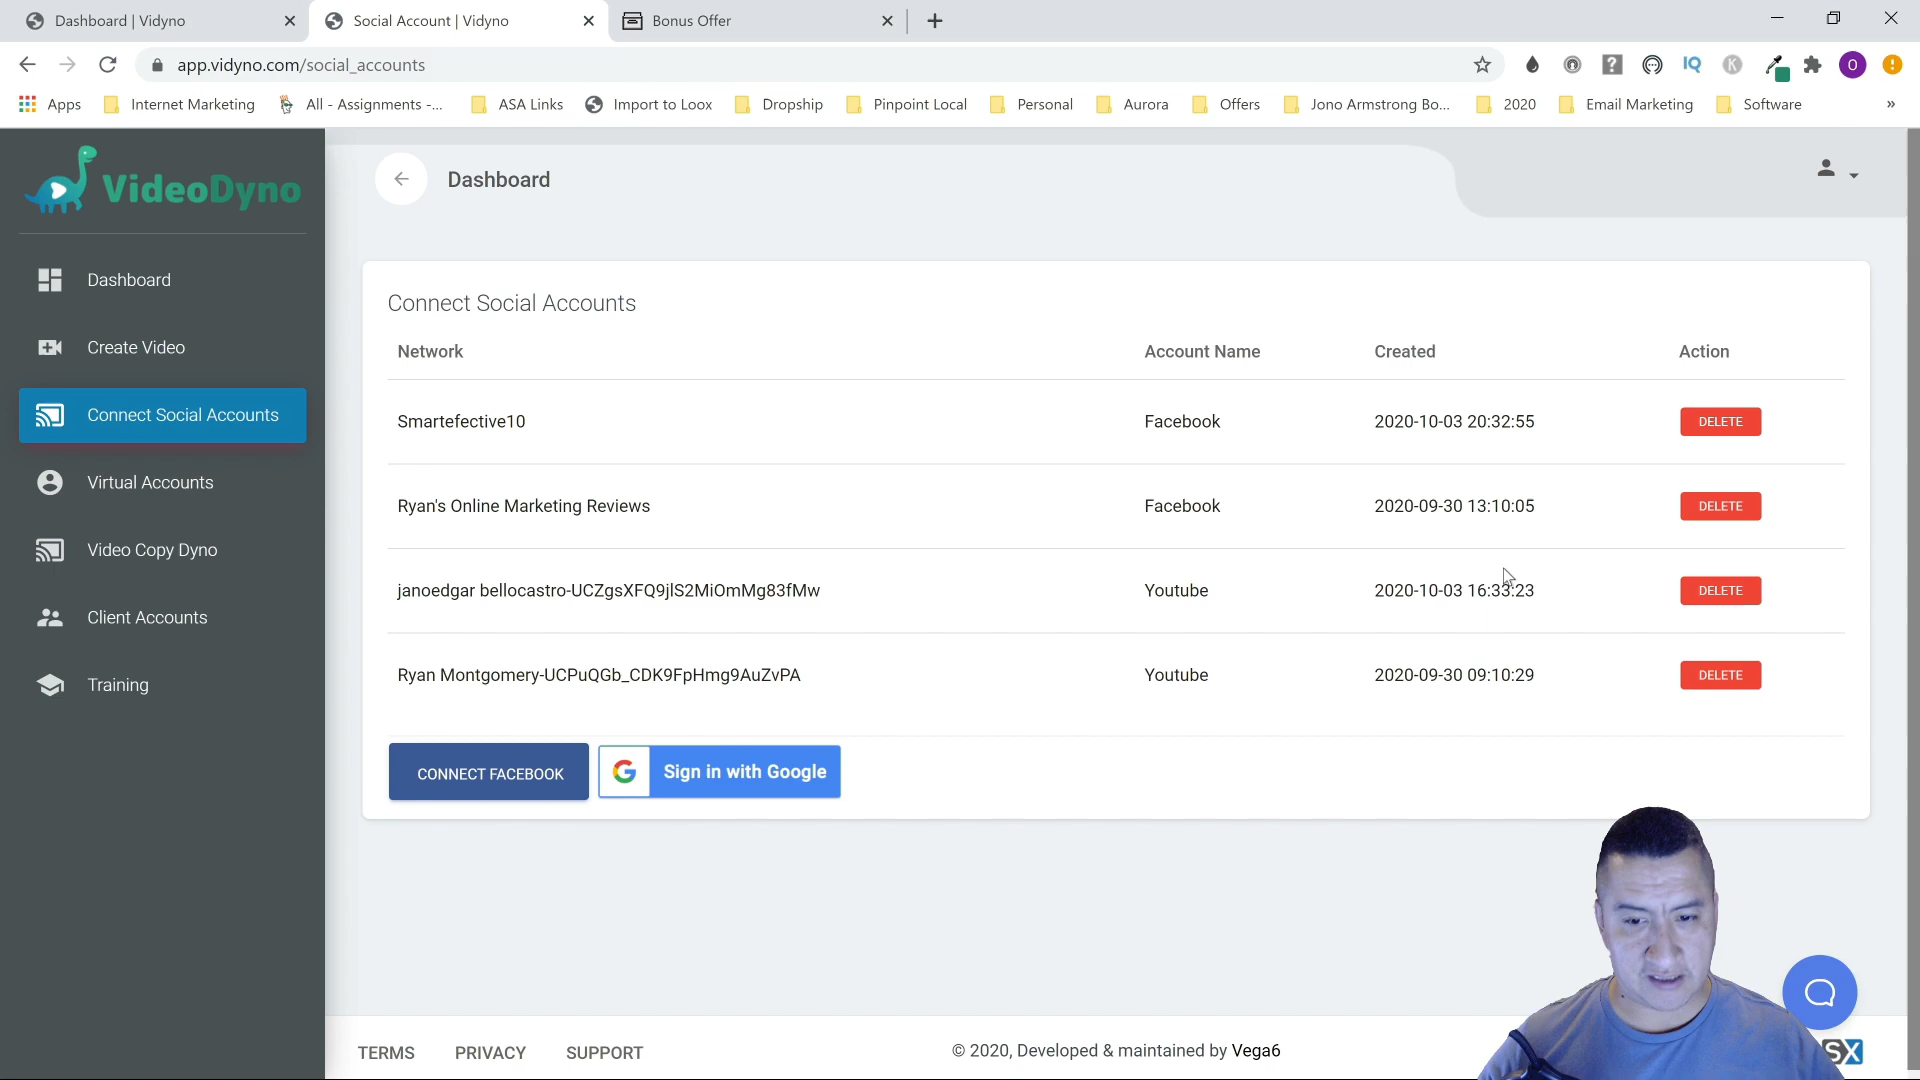 Dashboard | Vidyno
Social Account | Vidyno
Bonus Offer
app.vidyno.com/social_accounts
IQ
K
O
Apps
Internet Marketing
All - Assignments -...
ASA Links
Import to Loox
Dropship
Pinpoint Local
Personal
Aurora
Offers
Jono Armstrong Bo...
2020
Email Marketing
Software
»
VideoDyno
Dashboard
Dashboard
Create Video
Connect Social Accounts
Virtual Accounts
Video Copy Dyno
Client Accounts
Training
Connect Social Accounts
Network Account Name Created Action
Smartefective10 Facebook 2020-10-03 20:32:55 DELETE
Ryan's Online Marketing Reviews Facebook 2020-09-30 13:10:05 DELETE
janoedgar bellocastro-UCZgsXFQ9jlS2MiOmMg83fMw Youtube 2020-10-03 16:33:23 DELETE
Ryan Montgomery-UCPuQGb_CDK9FpHmg9AuZvPA Youtube 2020-09-30 09:10:29 DELETE
CONNECT FACEBOOK
G Sign in with Google
TERMS PRIVACY SUPPORT
© 2020, Developed & maintained by Vega6
SX